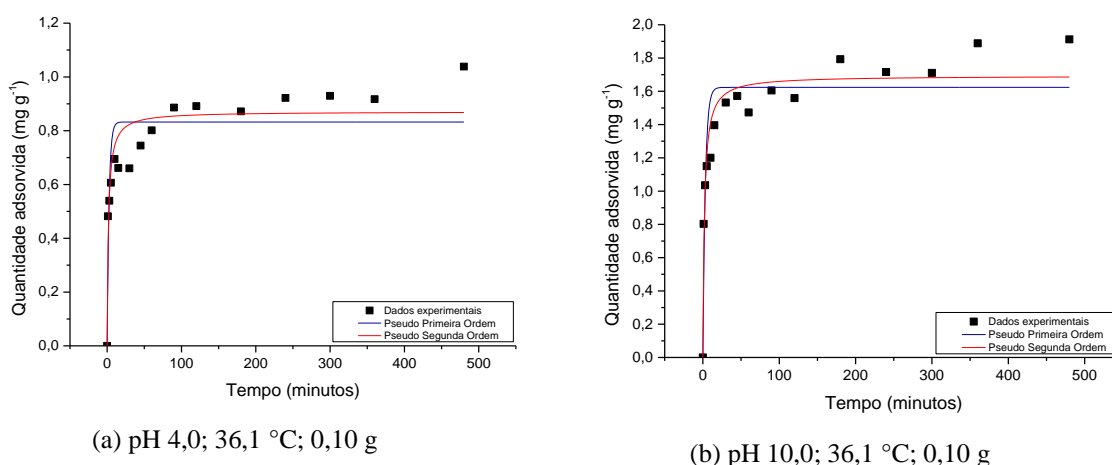 1,2
1,0
0,8
0,6
0,4
0,2
0,0
Quantidade adsorvida (mg g⁻¹)
0 100 200 300 400 500
Tempo (minutos)
Dados experimentais
Pseudo Primeira Ordem
Pseudo Segunda Ordem
(a) pH 4,0; 36,1 °C; 0,10 g
2,0
1,8
1,6
1,4
1,2
1,0
0,8
0,6
0,4
0,2
0,0
Quantidade adsorvida (mg g⁻¹)
0 100 200 300 400 500
Tempo (minutos)
Dados experimentais
Pseudo Primeira Ordem
Pseudo Segunda Ordem
(b) pH 10,0; 36,1 °C; 0,10 g